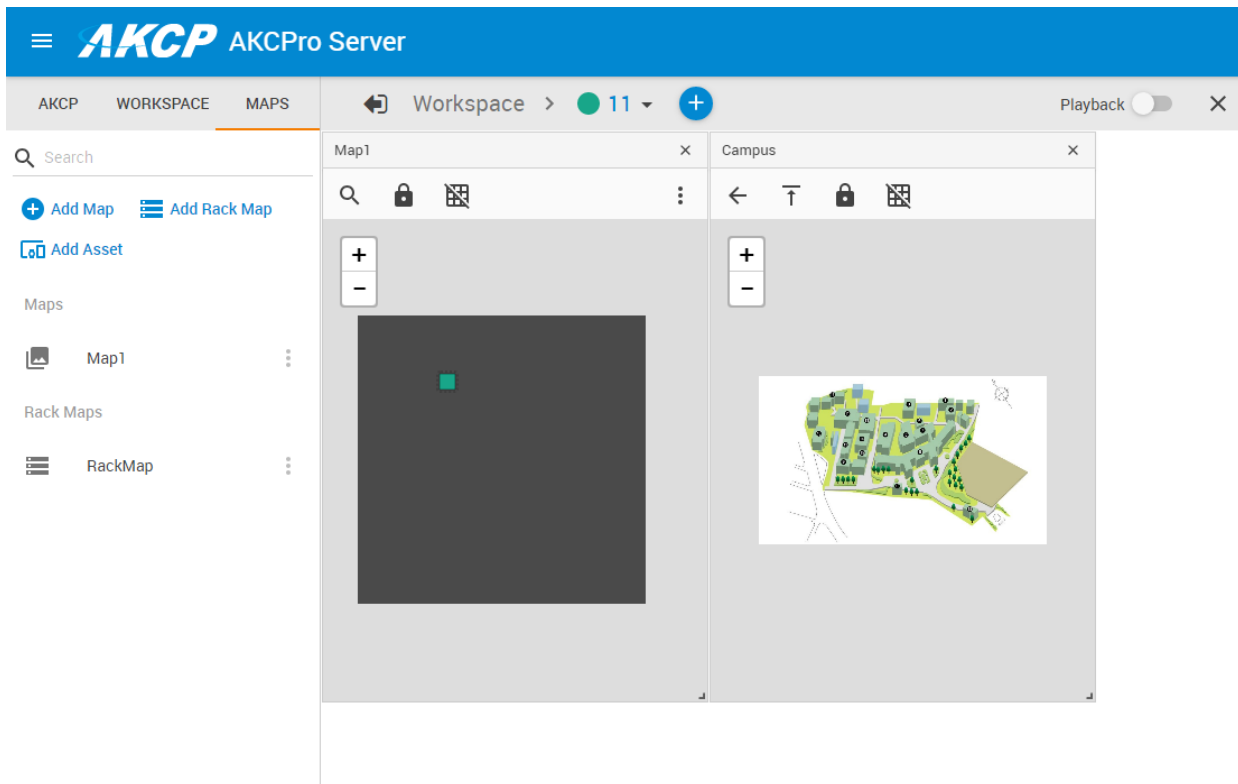 AKCP AKCPro Server
AKCP WORKSPACE MAPS
Workspace > 11
Playback
Search
Add Map Add Rack Map
Add Asset
Maps
Map1
Rack Maps
RackMap
Map1
Campus
+
−
+
−